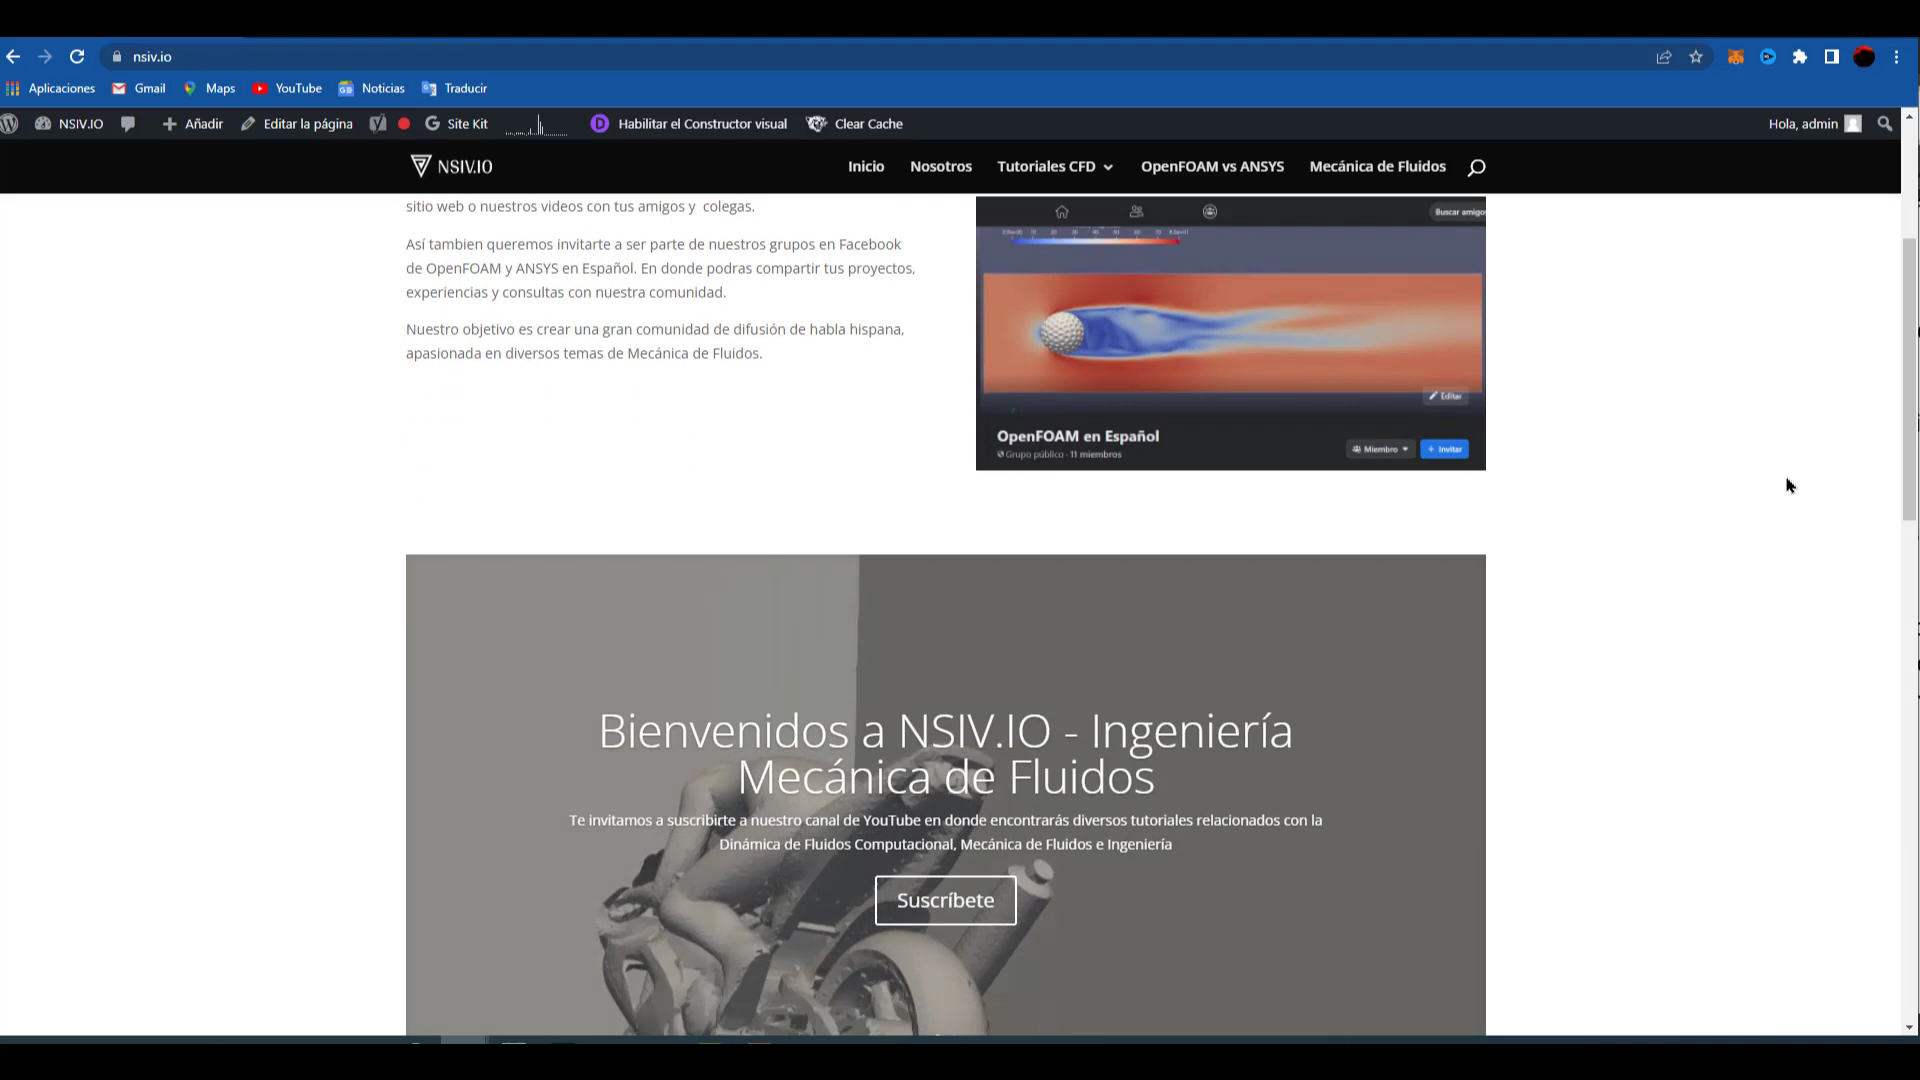 nsiv.io
Aplicaciones Gmail Maps YouTube Noticias Traducir
NSIV.IO Añadir Editar la página Site Kit Habilitar el Constructor visual Clear Cache Hola, admin
NSIV.IO Inicio Nosotros Tutoriales CFD OpenFOAM vs ANSYS Mecánica de Fluidos
sitio web o nuestros videos con tus amigos y colegas.
Así tambien queremos invitarte a ser parte de nuestros grupos en Facebook
de OpenFOAM y ANSYS en Español. En donde podras compartir tus proyectos,
experiencias y consultas con nuestra comunidad.
Nuestro objetivo es crear una gran comunidad de difusión de habla hispana,
apasionada en diversos temas de Mecánica de Fluidos.
Buscar amigo
Editar
OpenFOAM en Español
Grupo público · 11 miembros
Miembro + Invitar
Bienvenidos a NSIV.IO - Ingeniería
Mecánica de Fluidos
Te invitamos a suscribirte a nuestro canal de YouTube en donde encontrarás diversos tutoriales relacionados con la
Dinámica de Fluidos Computacional, Mecánica de Fluidos e Ingeniería
Suscríbete